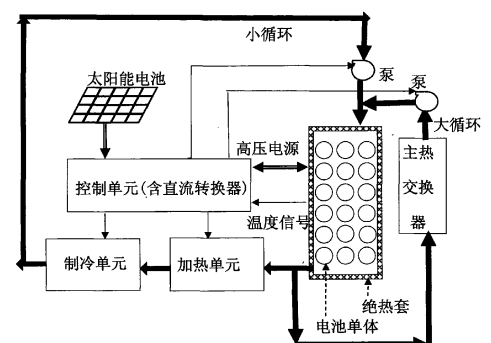 小循环
泵
泵
太阳能电池
大循环
高压电源
主热交换器
控制单元(含直流转换器)
温度信号
制冷单元
加热单元
绝热套
电池单体